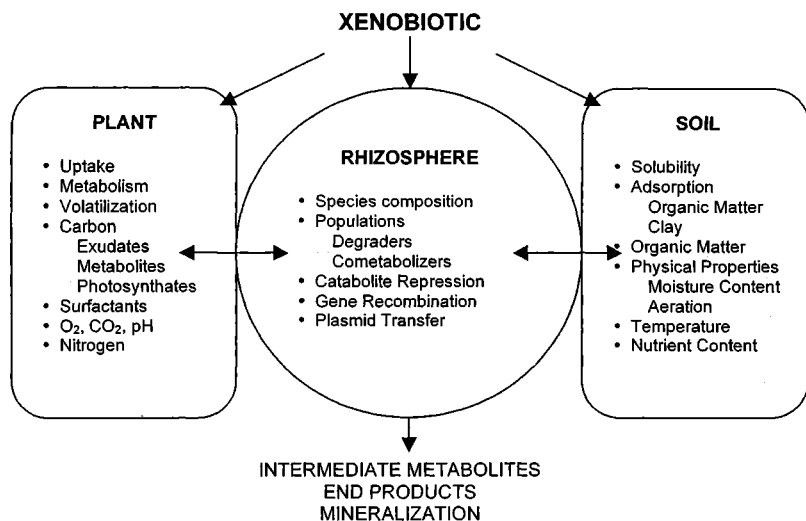 XENOBIOTIC
PLANT
• Uptake
• Metabolism
• Volatilization
• Carbon
Exudates
Metabolites
Photosynthates
• Surfactants
• O₂, CO₂, pH
• Nitrogen
RHIZOSPHERE
• Species composition
• Populations
Degraders
Cometabolizers
• Catabolite Repression
• Gene Recombination
• Plasmid Transfer
SOIL
• Solubility
• Adsorption
Organic Matter
Clay
• Organic Matter
• Physical Properties
Moisture Content
Aeration
• Temperature
• Nutrient Content
INTERMEDIATE METABOLITES
END PRODUCTS
MINERALIZATION